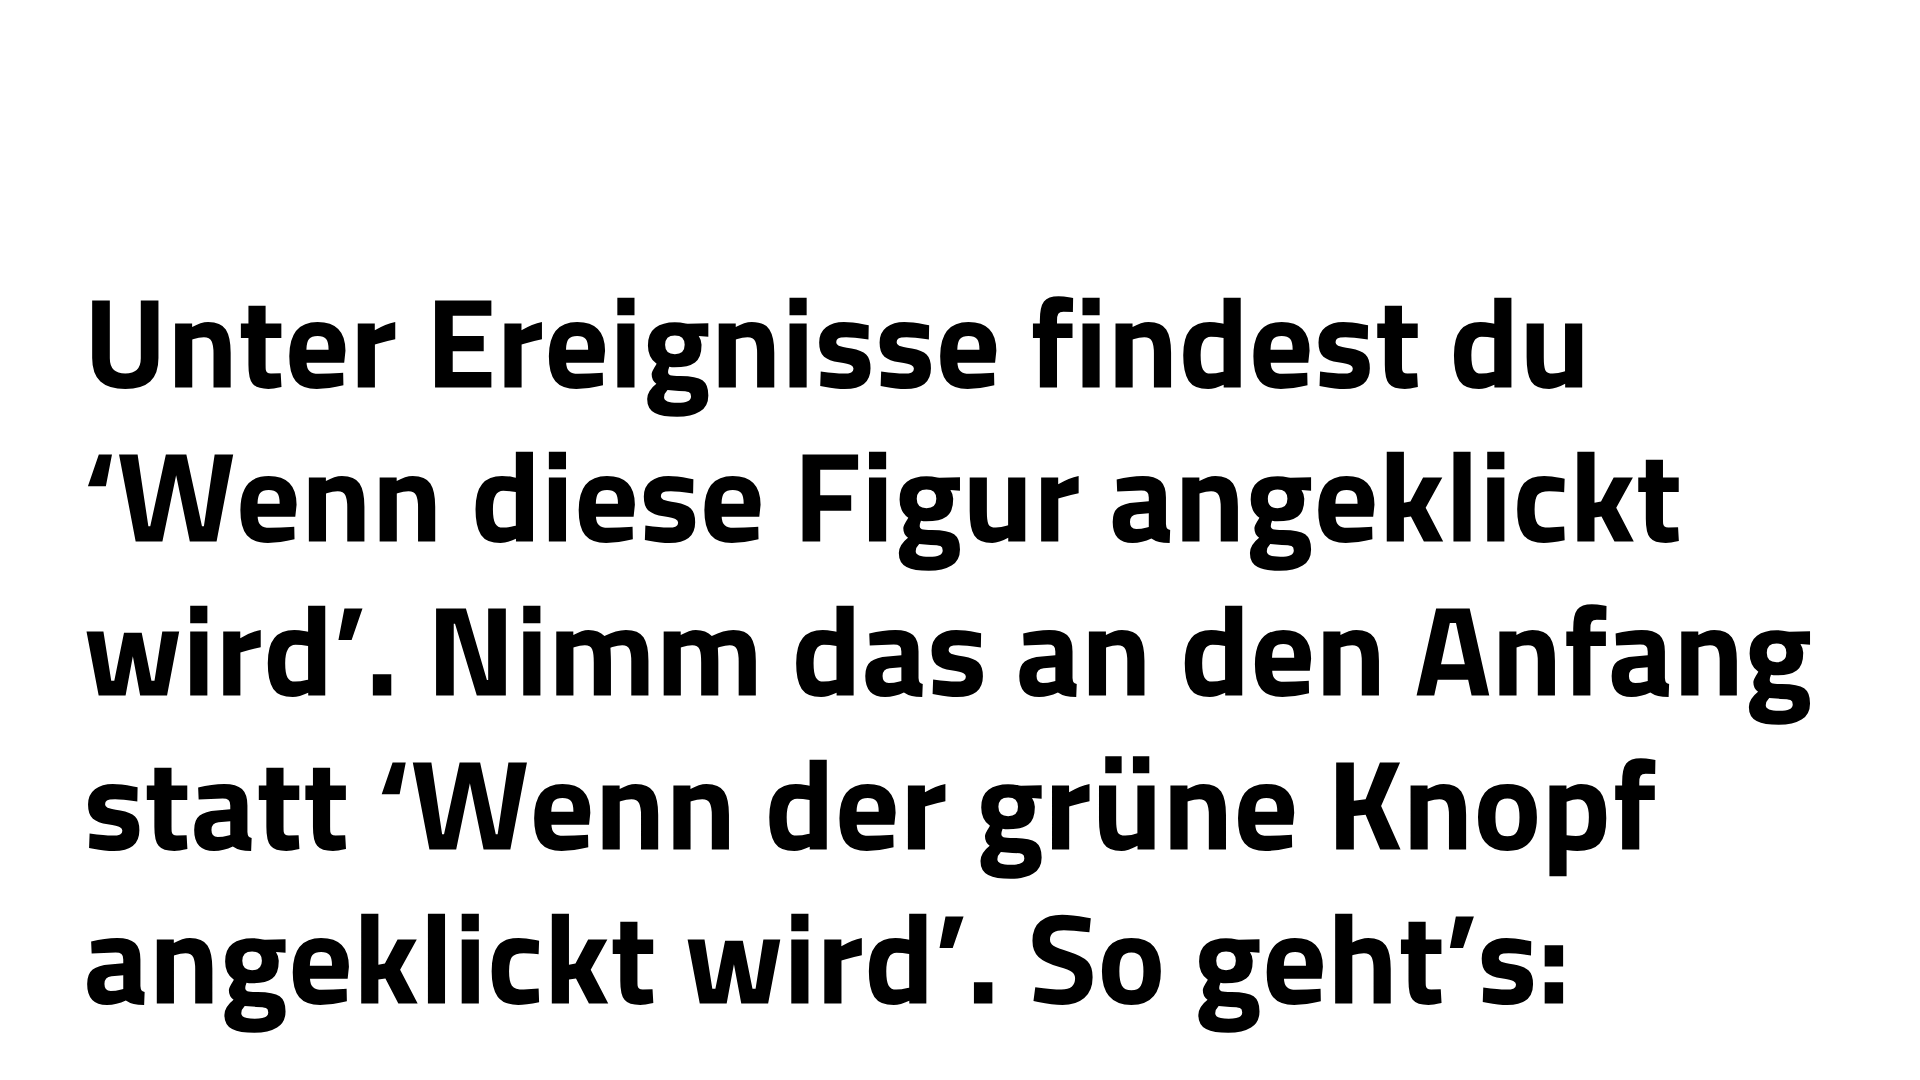 Unter Ereignisse findest du
‘Wenn diese Figur angeklickt
wird’. Nimm das an den Anfang
statt ‘Wenn der grüne Knopf
angeklickt wird’. So geht’s: